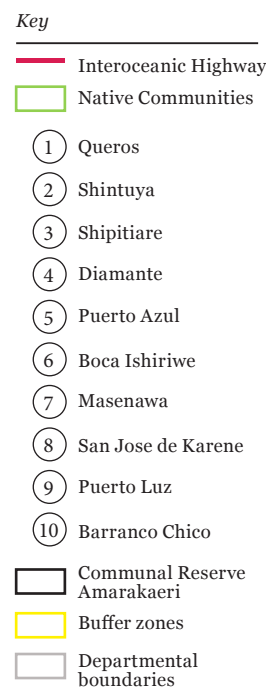 Key
Interoceanic Highway
Native Communities
1 Queros
2 Shintuya
3 Shipitiare
4 Diamante
5 Puerto Azul
6 Boca Ishiriwe
7 Masenawa
8 San Jose de Karene
9 Puerto Luz
10 Barranco Chico
Communal Reserve
Amarakaeri
Buffer zones
Departmental
boundaries